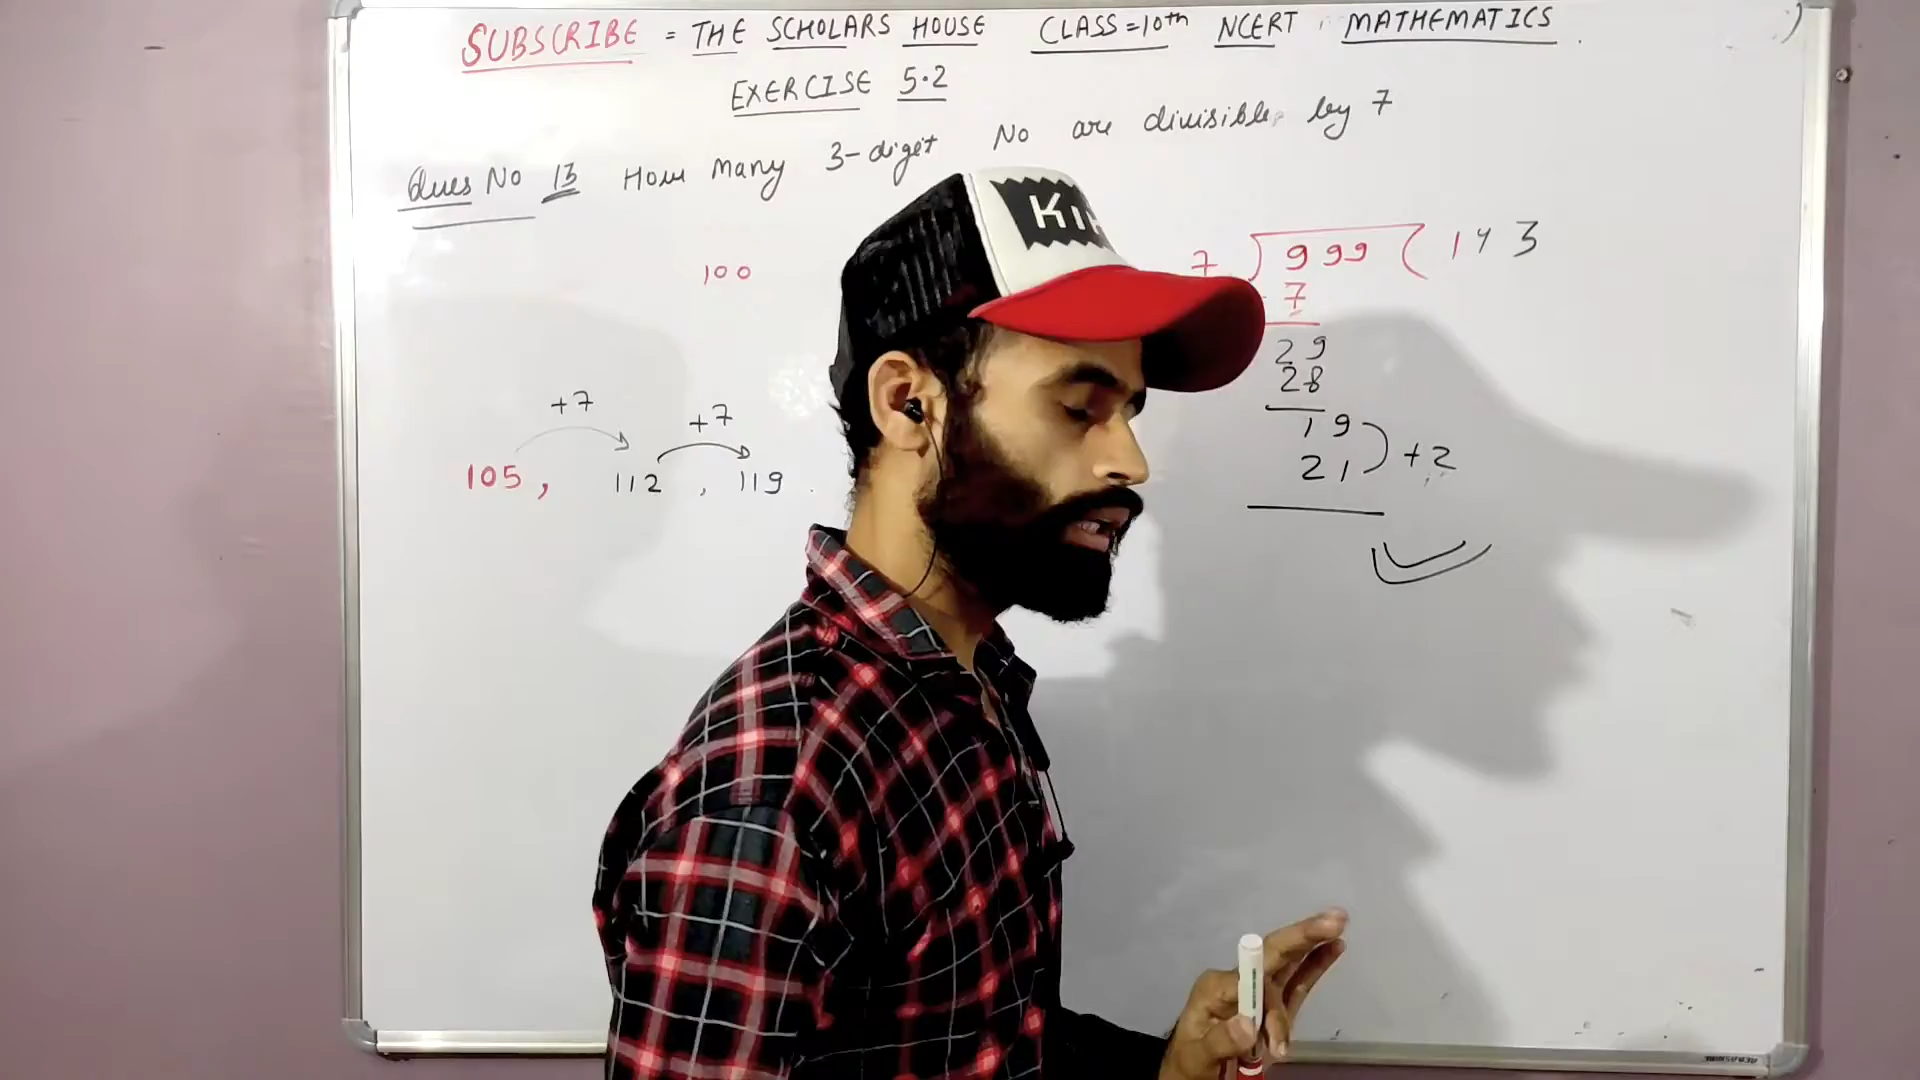 SUBSCRIBE = THE SCHOLARS HOUSE CLASS=10th NCERT MATHEMATICS
EXERCISE 5.2
Ques No 13 How many 3-digit No are divisible by 7
100
7 ) 999 ( 143
7
29
28
19
21 +2
+7 +7
105, 112, 119